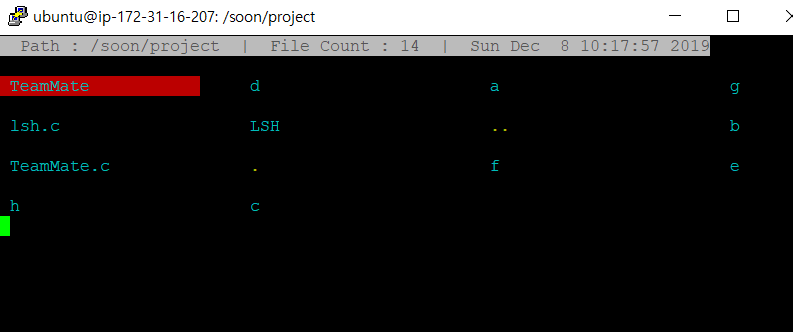 ubuntu@ip-172-31-16-207: /soon/project
Path : /soon/project | File Count : 14 | Sun Dec  8 10:17:57 2019
TeamMate d a g
lsh.c LSH .. b
TeamMate.c . f e
h c